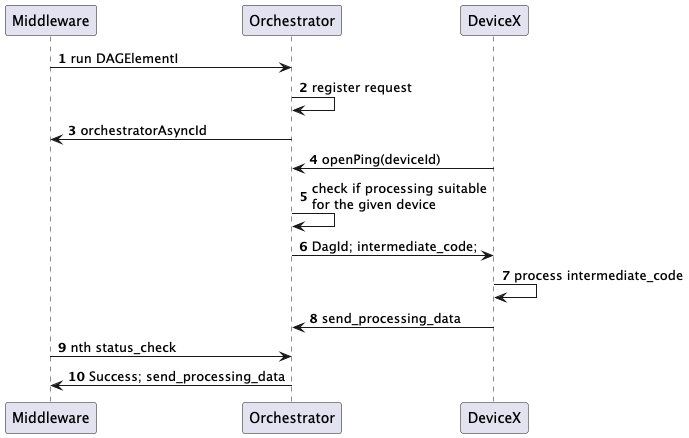 Middleware Orchestrator DeviceX
1 run DAGElementI
2 register request
3 orchestratorAsyncId
4 openPing(deviceId)
5 check if processing suitable
for the given device
6 DagId; intermediate_code;
7 process intermediate_code
8 send_processing_data
9 nth status_check
10 Success; send_processing_data
Middleware Orchestrator DeviceX